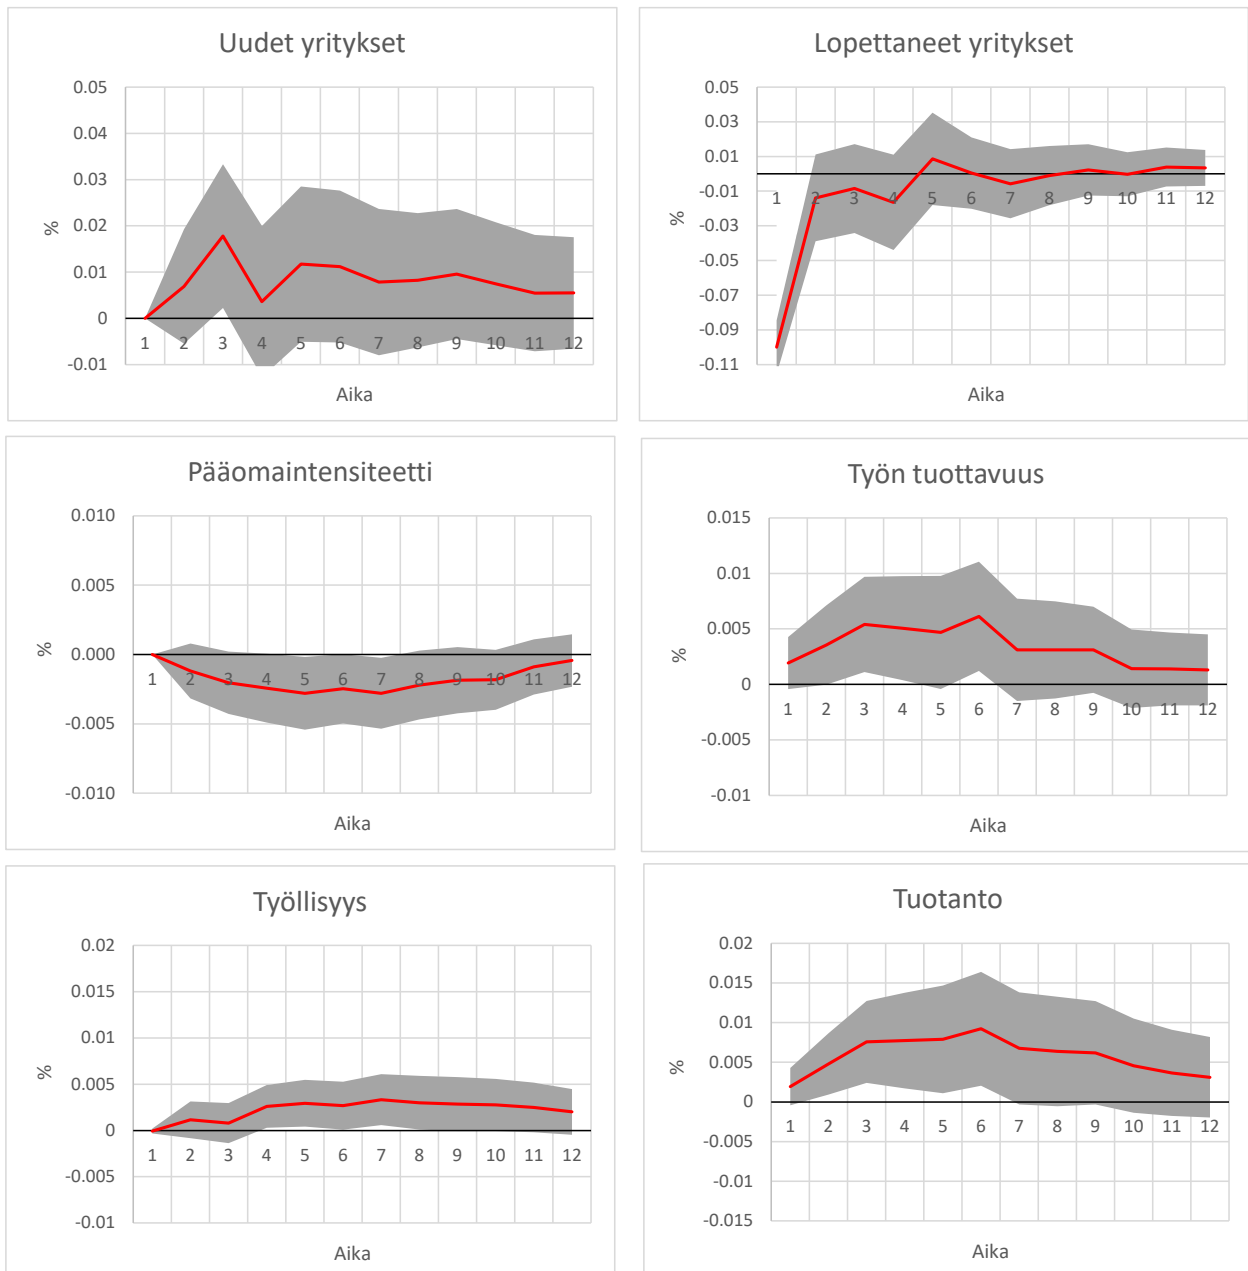 Uudet yritykset
0.05
0.04
0.03
0.02
0.01
0
-0.01
%
1 2 3 4 5 6 7 8 9 10 11 12
Aika
Lopettaneet yritykset
0.05
0.03
0.01
-0.01
-0.03
-0.05
-0.07
-0.09
-0.11
%
1 2 3 4 5 6 7 8 9 10 11 12
Aika
Pääomaintensiteetti
0.010
0.005
0.000
-0.005
-0.010
%
1 2 3 4 5 6 7 8 9 10 11 12
Aika
Työn tuottavuus
0.015
0.01
0.005
0
-0.005
-0.01
%
1 2 3 4 5 6 7 8 9 10 11 12
Aika
Työllisyys
0.02
0.015
0.01
0.005
0
-0.005
-0.01
%
1 2 3 4 5 6 7 8 9 10 11 12
Aika
Tuotanto
0.02
0.015
0.01
0.005
0
-0.005
-0.01
-0.015
%
1 2 3 4 5 6 7 8 9 10 11 12
Aika